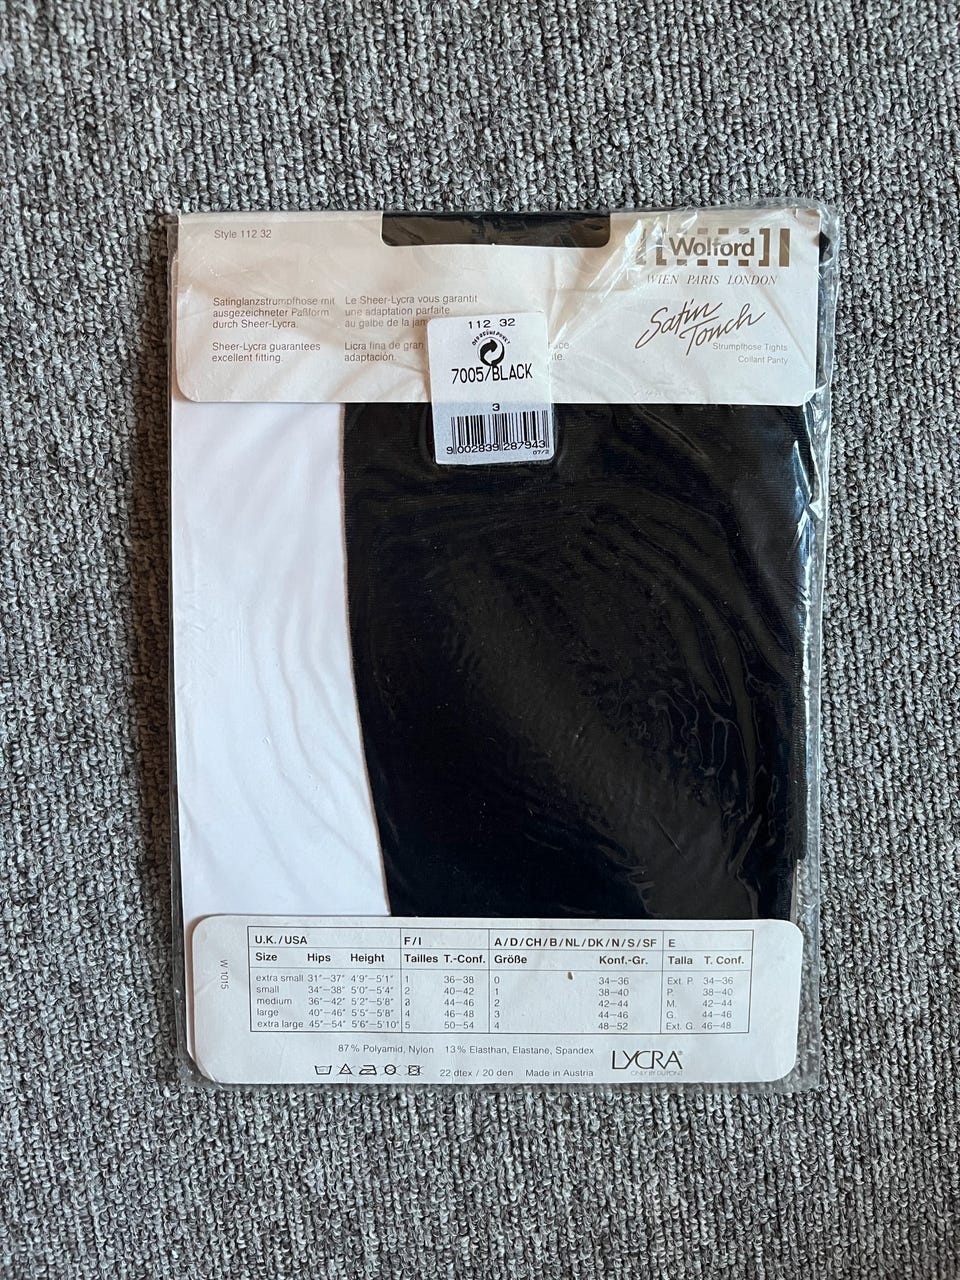 Style 112 32
[ Wolford ]
WIEN PARIS LONDON
Satin Touch
Strumpfhose Tights
Collant Panty
Satinglanzstrumpfhose mit
ausgezeichneter Paßform
durch Sheer-Lycra.
Le Sheer-Lycra vous garantit
une adaptation parfaite
au galbe de la
Sheer-Lycra guarantees
excellent fitting.
Licra fina de gran
adaptación.
112 32
7005/BLACK
3
9 002839 287943
07/2
U.K./USA F/I A/D/CH/B/NL/DK/N/S/SF E
Size Hips Height Tailles T.-Conf. Größe Konf.-Gr. Talla T. Conf.
extra small 31"–37" 4'9"–5'1" 1 36–38 0 34–36 Ext. P. 34–36
small 34"–38" 5'0"–5'4" 2 40–42 1 38–40 P. 38–40
medium 36"–42" 5'2"–5'8" 3 44–46 2 42–44 M. 42–44
large 40"–46" 5'5"–5'8" 4 46–48 3 44–46 G. 44–46
extra large 45"–54" 5'6"–5'10" 5 50–54 4 48–52 Ext. G. 46–48
87% Polyamid, Nylon 13% Elasthan, Elastane, Spandex
22 dtex / 20 den Made in Austria
LYCRA®
ONLY BY DUPONT
W 1015